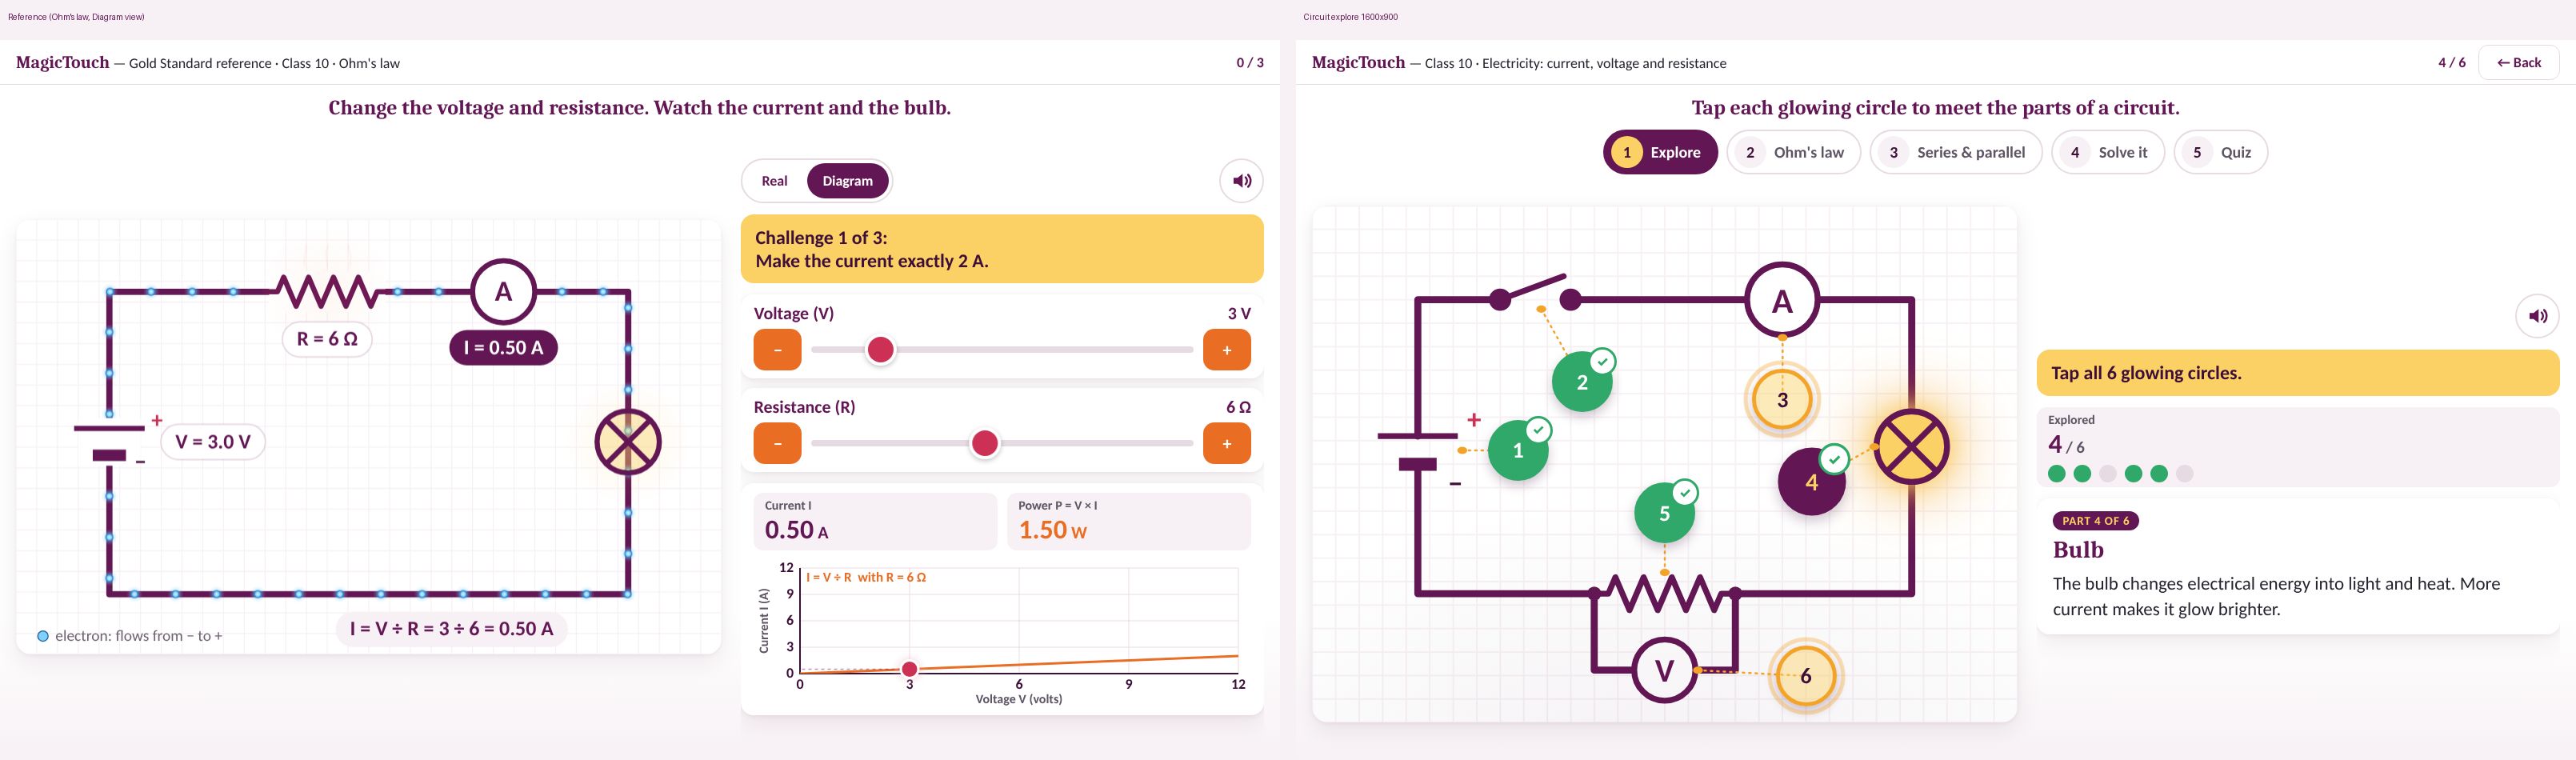 Reference (Ohm's law, Diagram view)
MagicTouch — Gold Standard reference · Class 10 · Ohm's law
0 / 3
Change the voltage and resistance. Watch the current and the bulb.
Real
Diagram
Challenge 1 of 3:
Make the current exactly 2 A.
Voltage (V)
3 V
–
+
Resistance (R)
6 Ω
–
+
Current I
0.50 A
Power P = V × I
1.50 W
I = V ÷ R with R = 6 Ω
Current I (A)
12
9
6
3
0
0
3
6
9
12
Voltage V (volts)
A
R = 6 Ω
I = 0.50 A
+
V = 3.0 V
–
electron: flows from − to +
I = V ÷ R = 3 ÷ 6 = 0.50 A
Circuit explore 1600x900
MagicTouch — Class 10 · Electricity: current, voltage and resistance
4 / 6
← Back
Tap each glowing circle to meet the parts of a circuit.
1 Explore
2 Ohm's law
3 Series & parallel
4 Solve it
5 Quiz
A
2
3
+
1
–
4
5
V
6
Tap all 6 glowing circles.
Explored
4 / 6
PART 4 OF 6
Bulb
The bulb changes electrical energy into light and heat. More
current makes it glow brighter.